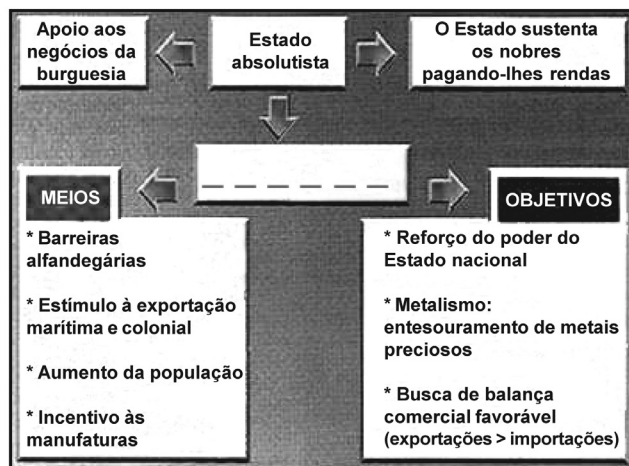 Apoio aos
negócios da
burguesia
Estado
absolutista
O Estado sustenta
os nobres
pagando-lhes rendas
_ _ _ _ _ _
MEIOS
* Barreiras
alfandegárias
* Estímulo à exportação
marítima e colonial
* Aumento da população
* Incentivo às
manufaturas
OBJETIVOS
* Reforço do poder do
Estado nacional
* Metalismo:
entesouramento de metais
preciosos
* Busca de balança
comercial favorável
(exportações > importações)